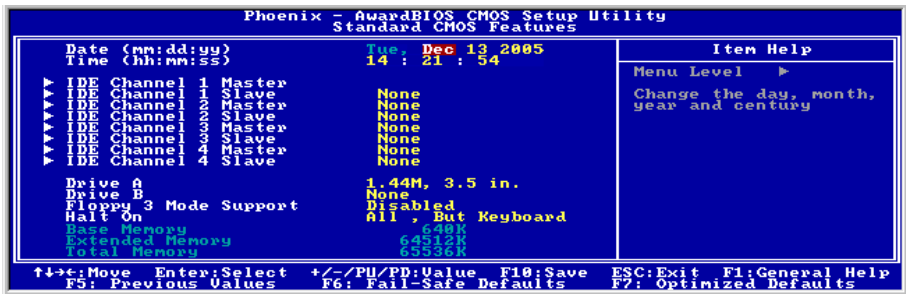 Phoenix - AwardBIOS CMOS Setup Utility
Standard CMOS Features
Date (mm:dd:yy) Tue, Dec 13 2005
Time (hh:mm:ss) 14 : 21 : 54
IDE Channel 1 Master
IDE Channel 1 Slave None
IDE Channel 2 Master None
IDE Channel 2 Slave None
IDE Channel 3 Master None
IDE Channel 3 Slave None
IDE Channel 4 Master None
IDE Channel 4 Slave None
Drive A 1.44M, 3.5 in.
Drive B None
Floppy 3 Mode Support Disabled
Halt On All , But Keyboard
Base Memory 640K
Extended Memory 64512K
Total Memory 65536K
Item Help
Menu Level ►
Change the day, month,
year and century
↑↓→←:Move Enter:Select +/-/PU/PD:Value F10:Save ESC:Exit F1:General Help
F5: Previous Values F6: Fail-Safe Defaults F7: Optimized Defaults